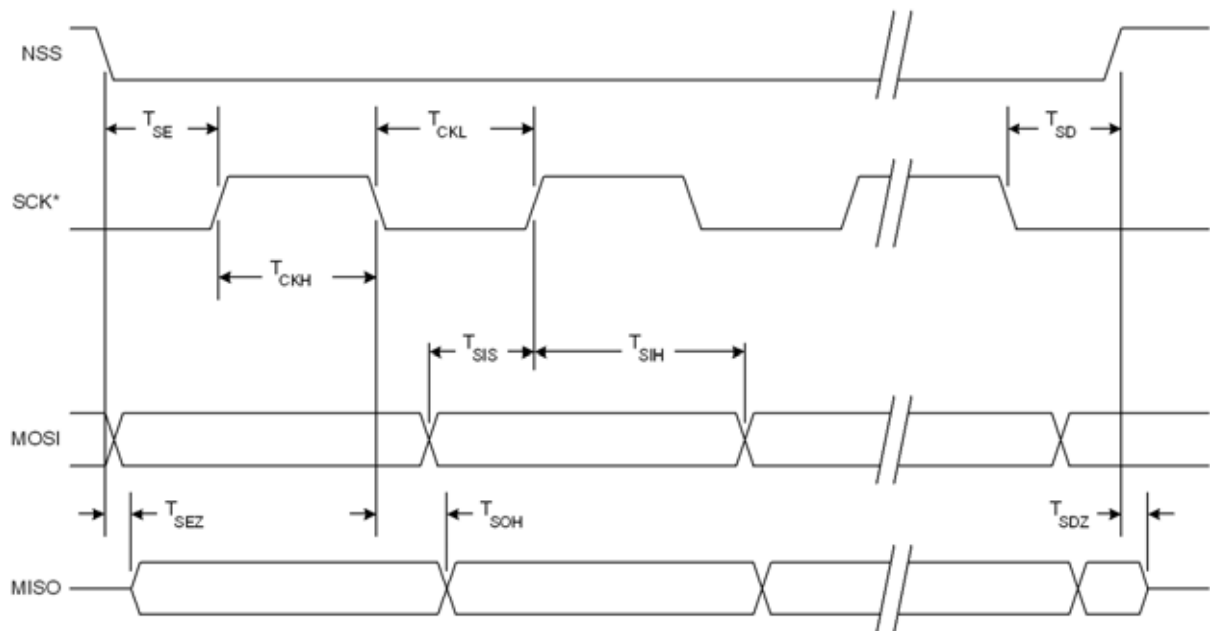 NSS
T_SE
T_CKL
T_SD
SCK*
T_CKH
T_SIS
T_SIH
MOSI
T_SEZ
T_SOH
T_SDZ
MISO